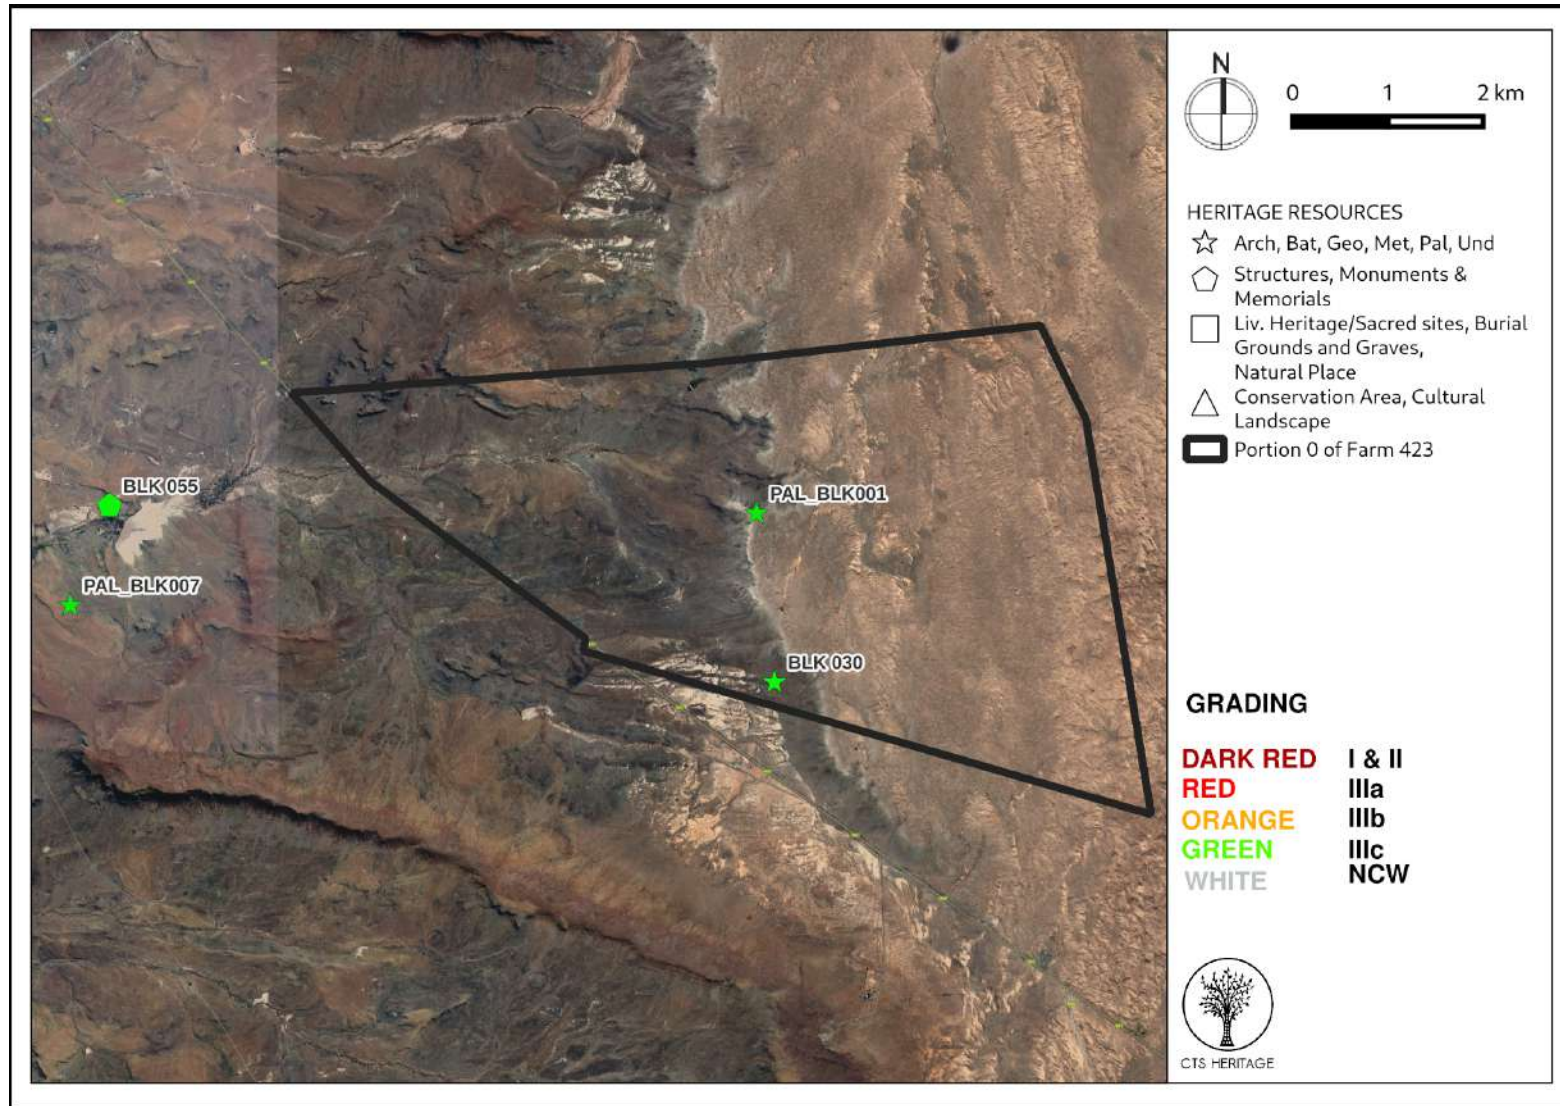 N
0 1 2 km
HERITAGE RESOURCES
Arch, Bat, Geo, Met, Pal, Und
Structures, Monuments &
Memorials
Liv. Heritage/Sacred sites, Burial
Grounds and Graves,
Natural Place
Conservation Area, Cultural
Landscape
Portion 0 of Farm 423
BLK 055
PAL_BLK001
PAL_BLK007
BLK 030
GRADING
DARK RED I & II
RED IIIa
ORANGE IIIb
GREEN IIIc
WHITE NCW
CTS HERITAGE